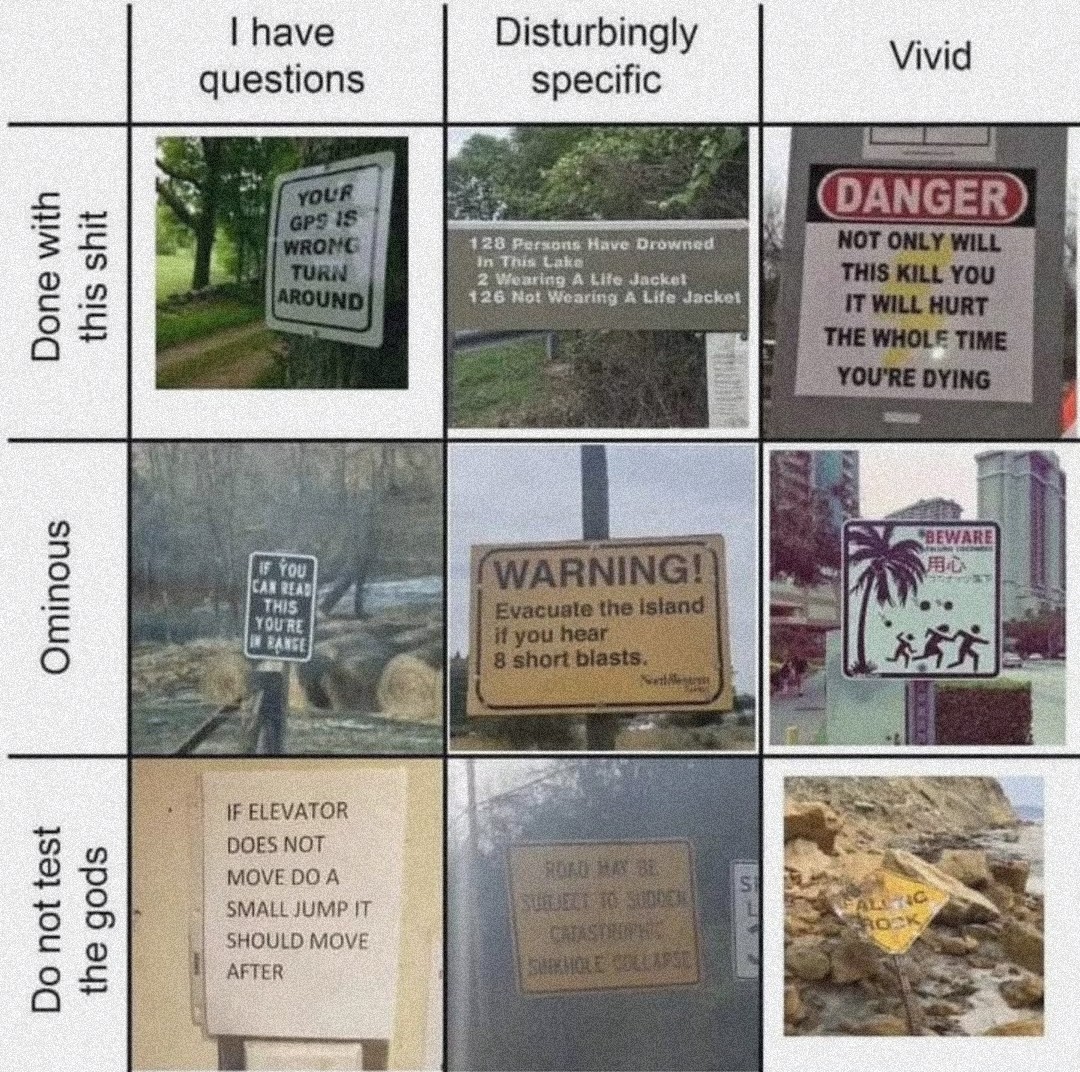 I have
questions
Disturbingly
specific
Vivid
Done with
this shit
YOUR
GPS IS
WRONG
TURN
AROUND
128 Persons Have Drowned
In This Lake
2 Wearing A Life Jacket
126 Not Wearing A Life Jacket
DANGER
NOT ONLY WILL
THIS KILL YOU
IT WILL HURT
THE WHOLE TIME
YOU'RE DYING
Ominous
IF YOU
CAN READ
THIS
YOU'RE
IN RANGE
WARNING!
Evacuate the island
if you hear
8 short blasts.
NorthWestern
BEWARE
FALLING COCONUTS
用心
Do not test
the gods
IF ELEVATOR
DOES NOT
MOVE DO A
SMALL JUMP IT
SHOULD MOVE
AFTER
ROAD MAY BE
SUBJECT TO SUDDEN
CATASTROPHIC
SINKHOLE COLLAPSE
FALLING
ROCK